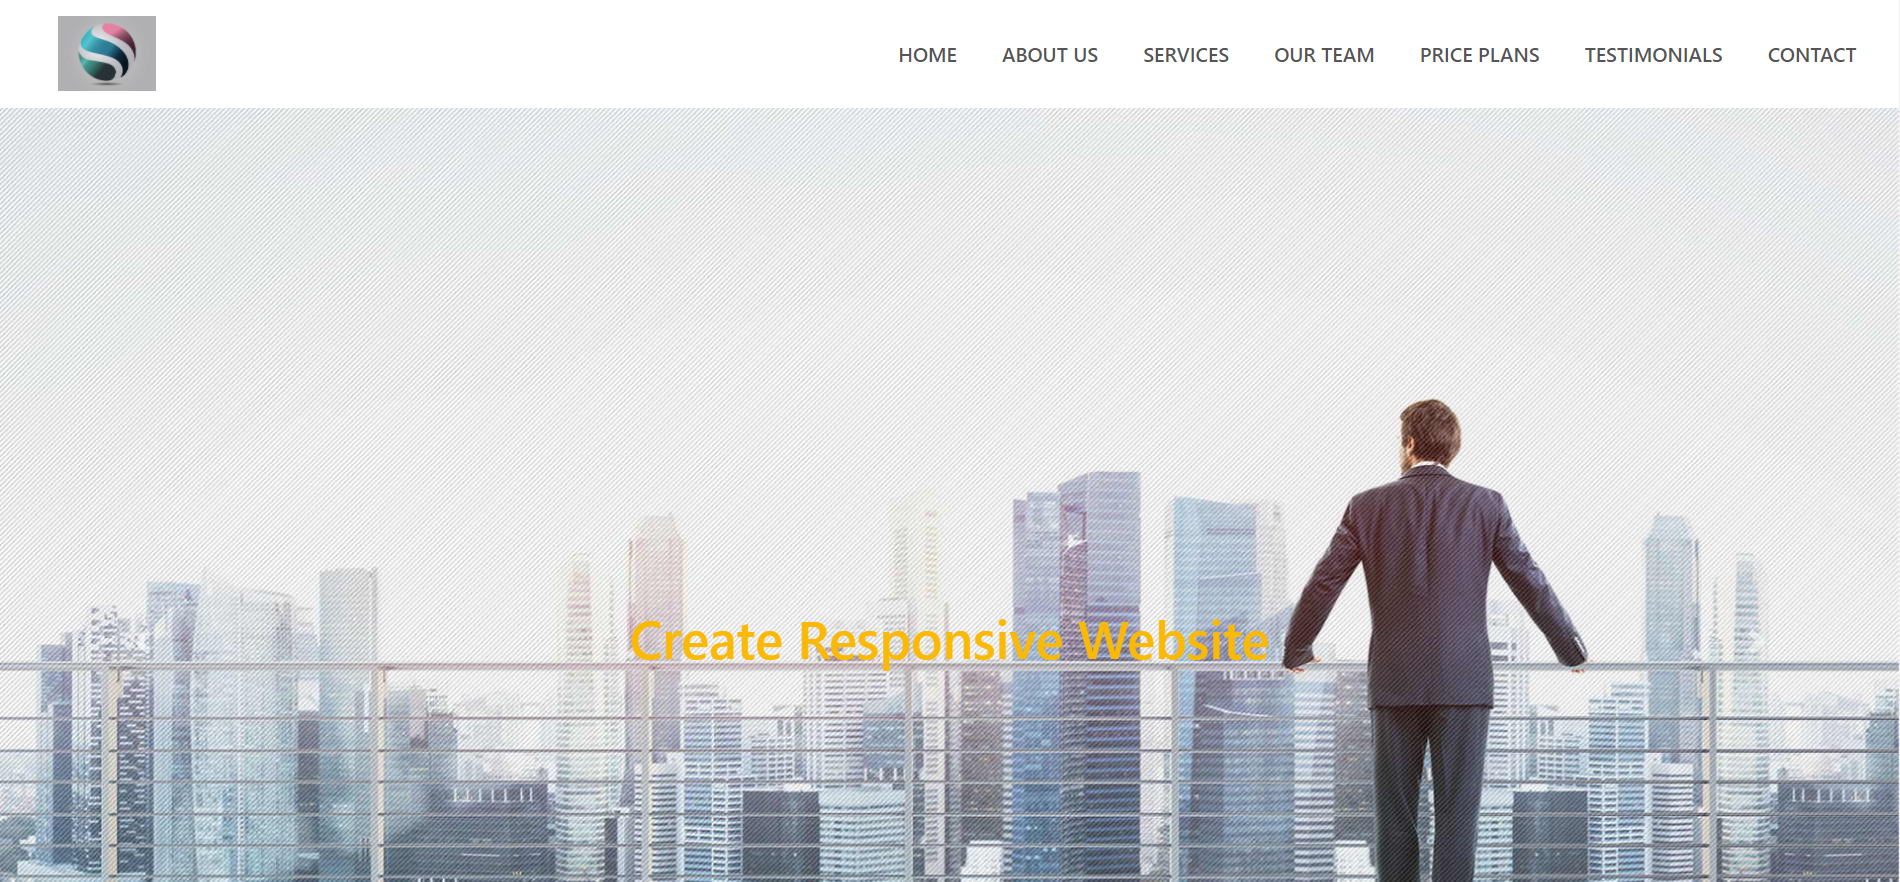 HOME ABOUT US SERVICES OUR TEAM PRICE PLANS TESTIMONIALS CONTACT
Create Responsive Website